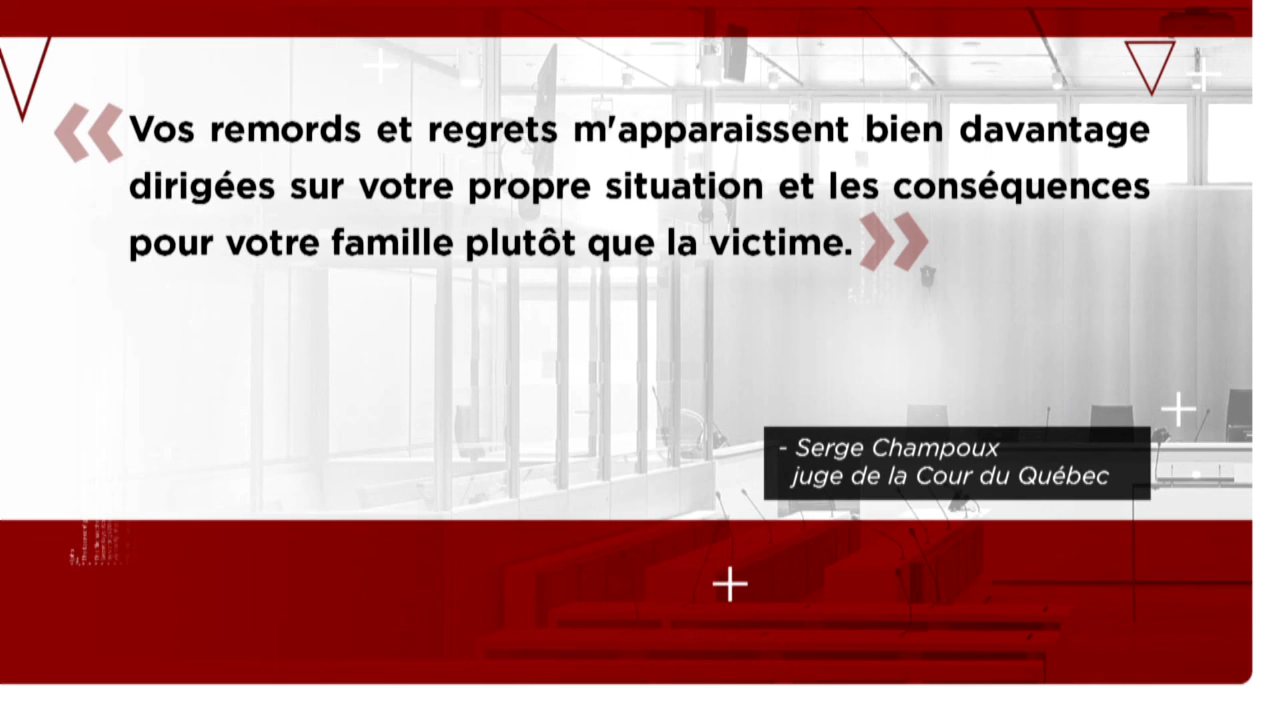 « Vos remords et regrets m'apparaissent bien davantage
dirigées sur votre propre situation et les conséquences
pour votre famille plutôt que la victime. »
- Serge Champoux
juge de la Cour du Québec